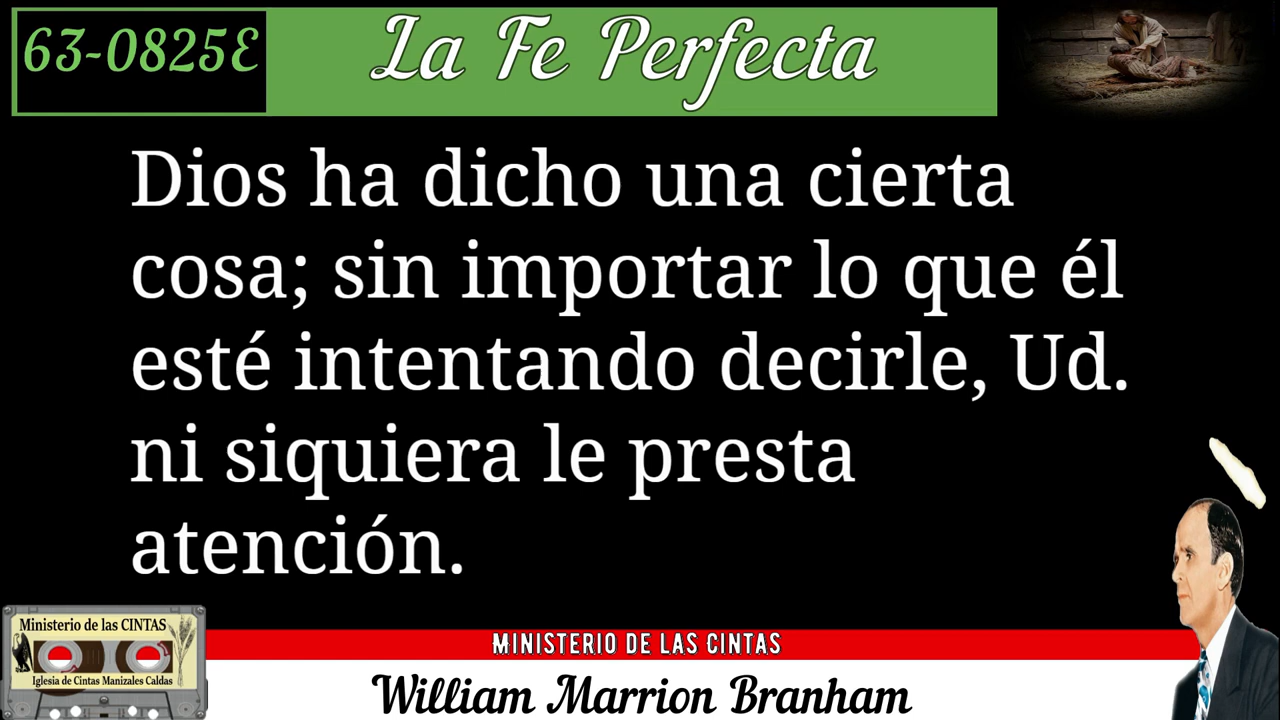 63-0825E
La Fe Perfecta
Dios ha dicho una cierta
cosa; sin importar lo que él
esté intentando decirle, Ud.
ni siquiera le presta
atención.
Ministerio de las CINTAS
Iglesia de Cintas Manizales Caldas
MINISTERIO DE LAS CINTAS
William Marrion Branham